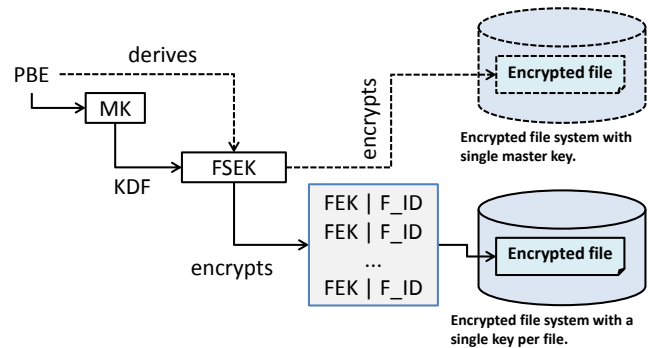 derives
PBE
MK
KDF
FSEK
encrypts
Encrypted file
Encrypted file system with
single master key.
encrypts
FEK | F_ID
FEK | F_ID
...
FEK | F_ID
Encrypted file
Encrypted file system with a
single key per file.